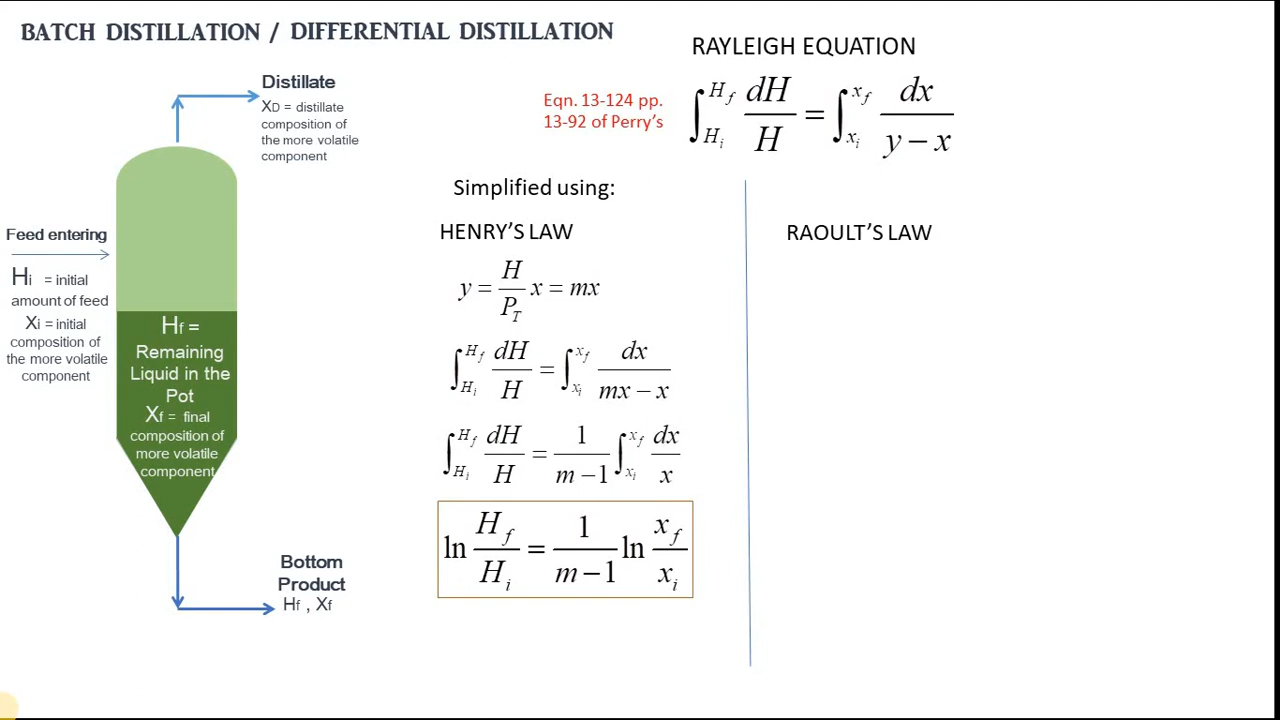 BATCH DISTILLATION / DIFFERENTIAL DISTILLATION
Distillate
XD = distillate
composition of
the more volatile
component
Feed entering
Hi = initial
amount of feed
Xi = initial
composition of
the more volatile
component
Hf =
Remaining
Liquid in the
Pot
Xf = final
composition of
more volatile
component
Bottom
Product
Hf , Xf
RAYLEIGH EQUATION
Eqn. 13-124 pp.
13-92 of Perry's
∫_{H_i}^{H_f} dH/H = ∫_{x_i}^{x_f} dx/(y − x)
Simplified using:
HENRY'S LAW
y = H/P_T x = mx
∫_{H_i}^{H_f} dH/H = ∫_{x_i}^{x_f} dx/(mx − x)
∫_{H_i}^{H_f} dH/H = 1/(m − 1) ∫_{x_i}^{x_f} dx/x
ln H_f/H_i = 1/(m − 1) ln x_f/x_i
RAOULT'S LAW